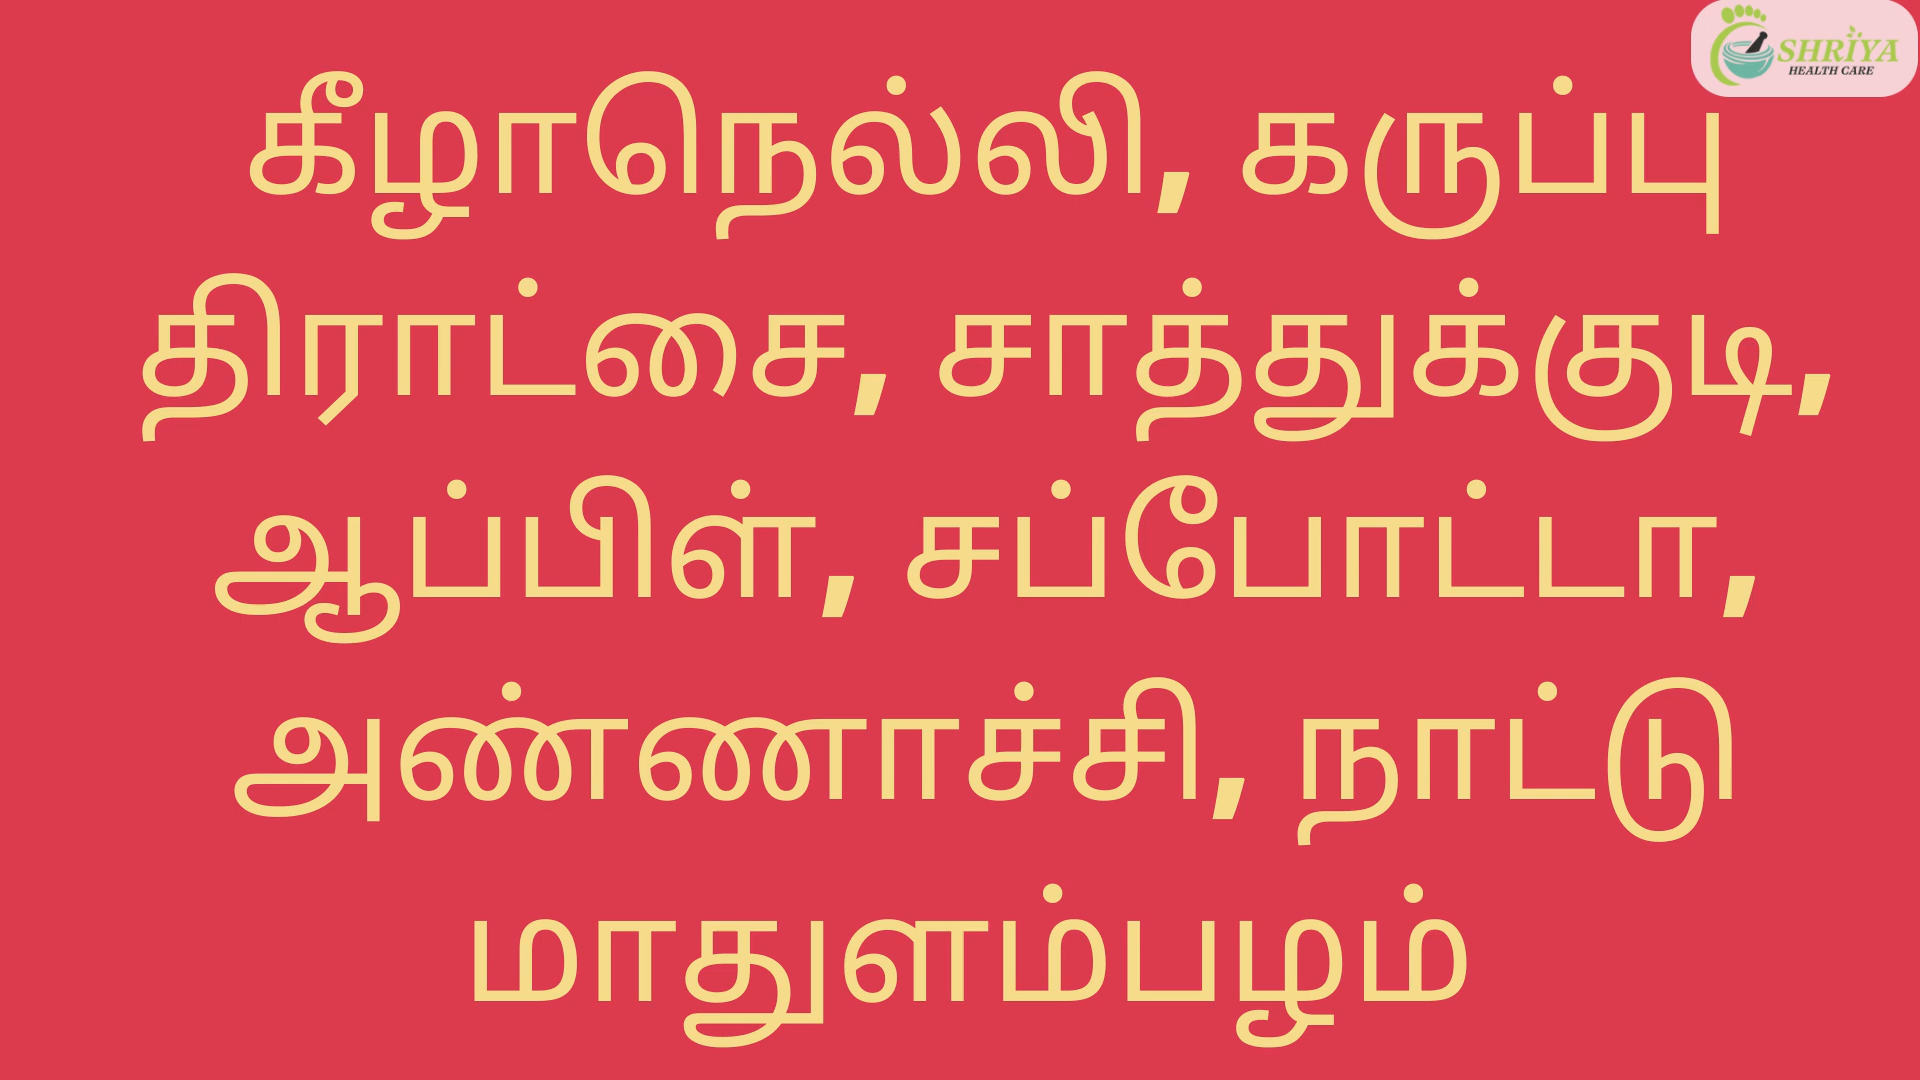 SHRIYA
HEALTH CARE
கீழாநெல்லி, கருப்பு
திராட்சை, சாத்துக்குடி,
ஆப்பிள், சப்போட்டா,
அண்ணாச்சி, நாட்டு
மாதுளம்பழம்